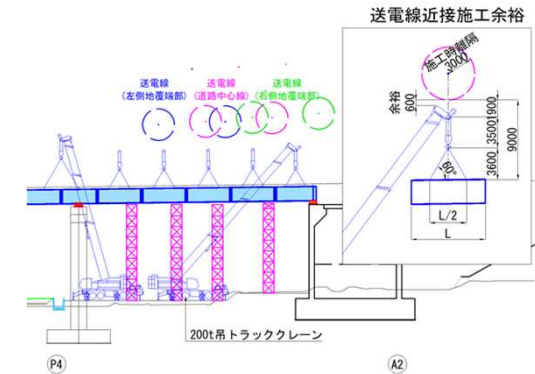 送電線近接施工余裕
送電線
(左側地覆端部)
送電線
(道路中心線)
送電線
(右側地覆端部)
施工時離隔
3000
余裕
600
1900
3500
3600
9000
60°
L/2
L
200t吊トラッククレーン
P4
A2